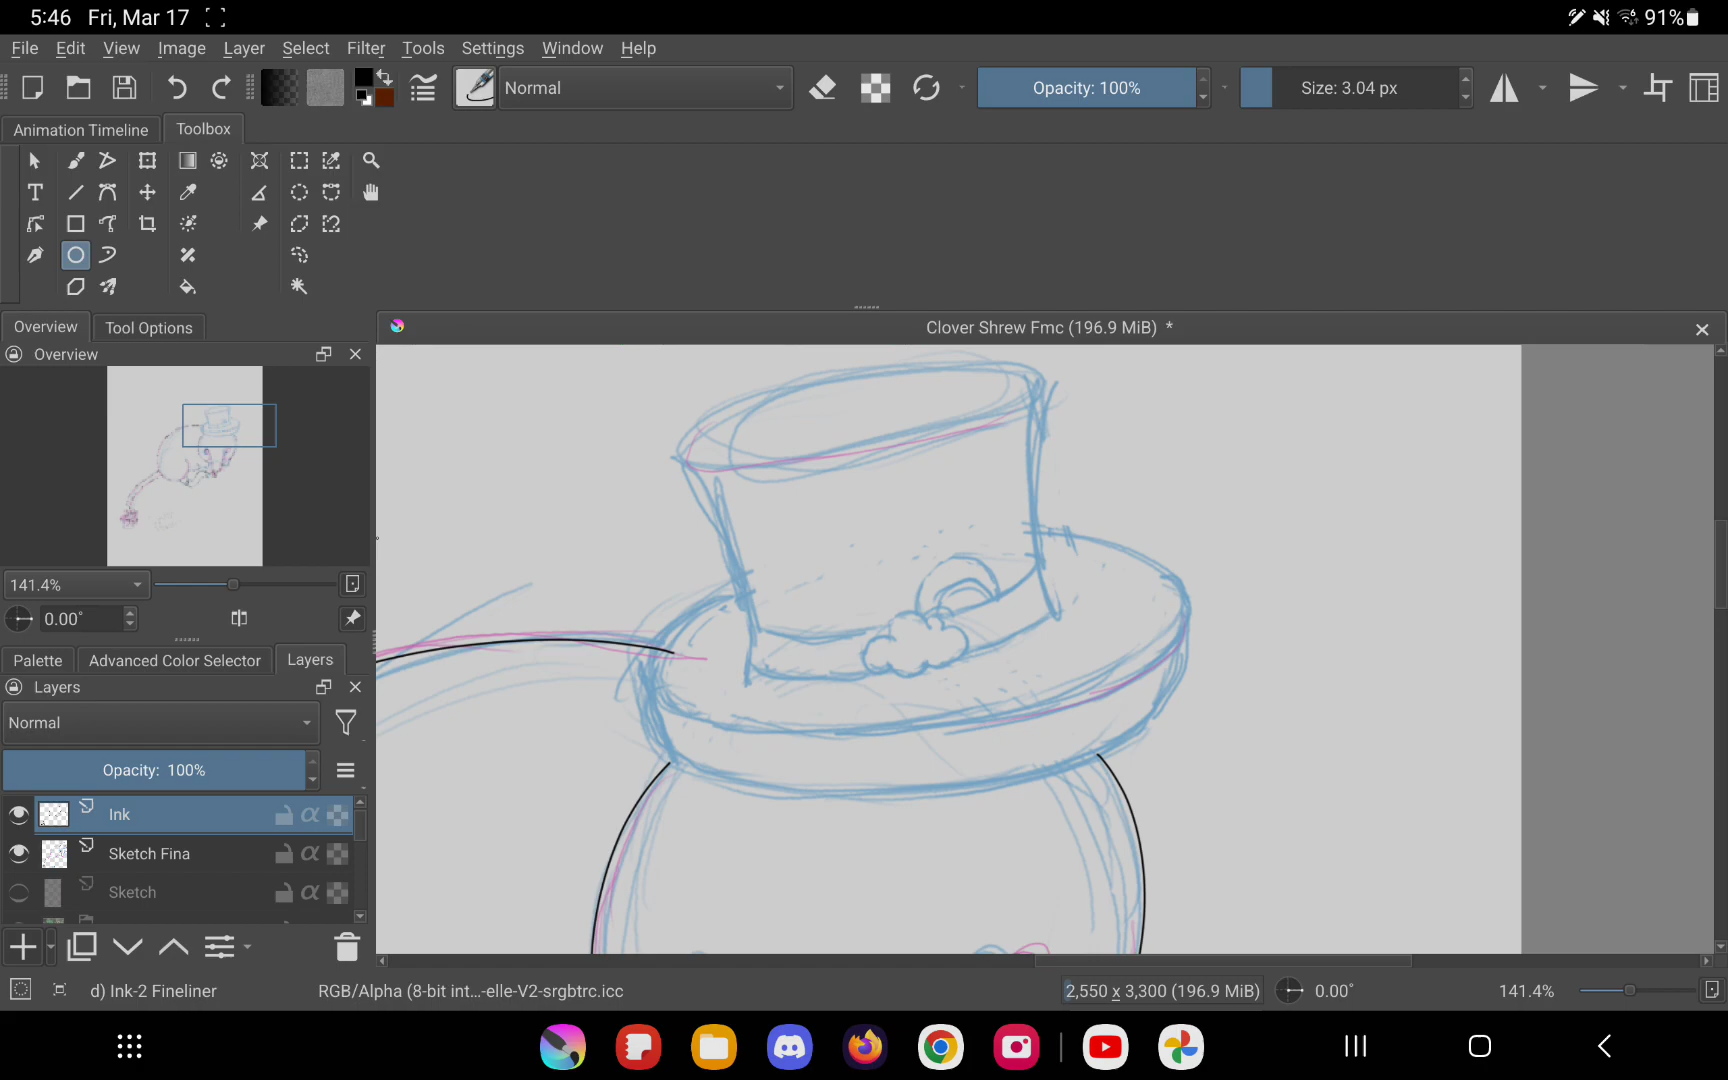 5:46 Fri, Mar 17 91%
File Edit View Image Layer Select Filter Tools Settings Window Help
Normal Opacity: 100% Size: 3.04 px
Animation Timeline Toolbox
Overview Tool Options
Clover Shrew Fmc (196.9 MiB) *
Overview
141.4%
0.00°
Palette Advanced Color Selector Layers
Layers
Normal
Opacity: 100%
Ink
Sketch Fina
Sketch
d) Ink-2 Fineliner RGB/Alpha (8-bit int...-elle-V2-srgbtrc.icc 2,550 x 3,300 (196.9 MiB) 0.00° 141.4%